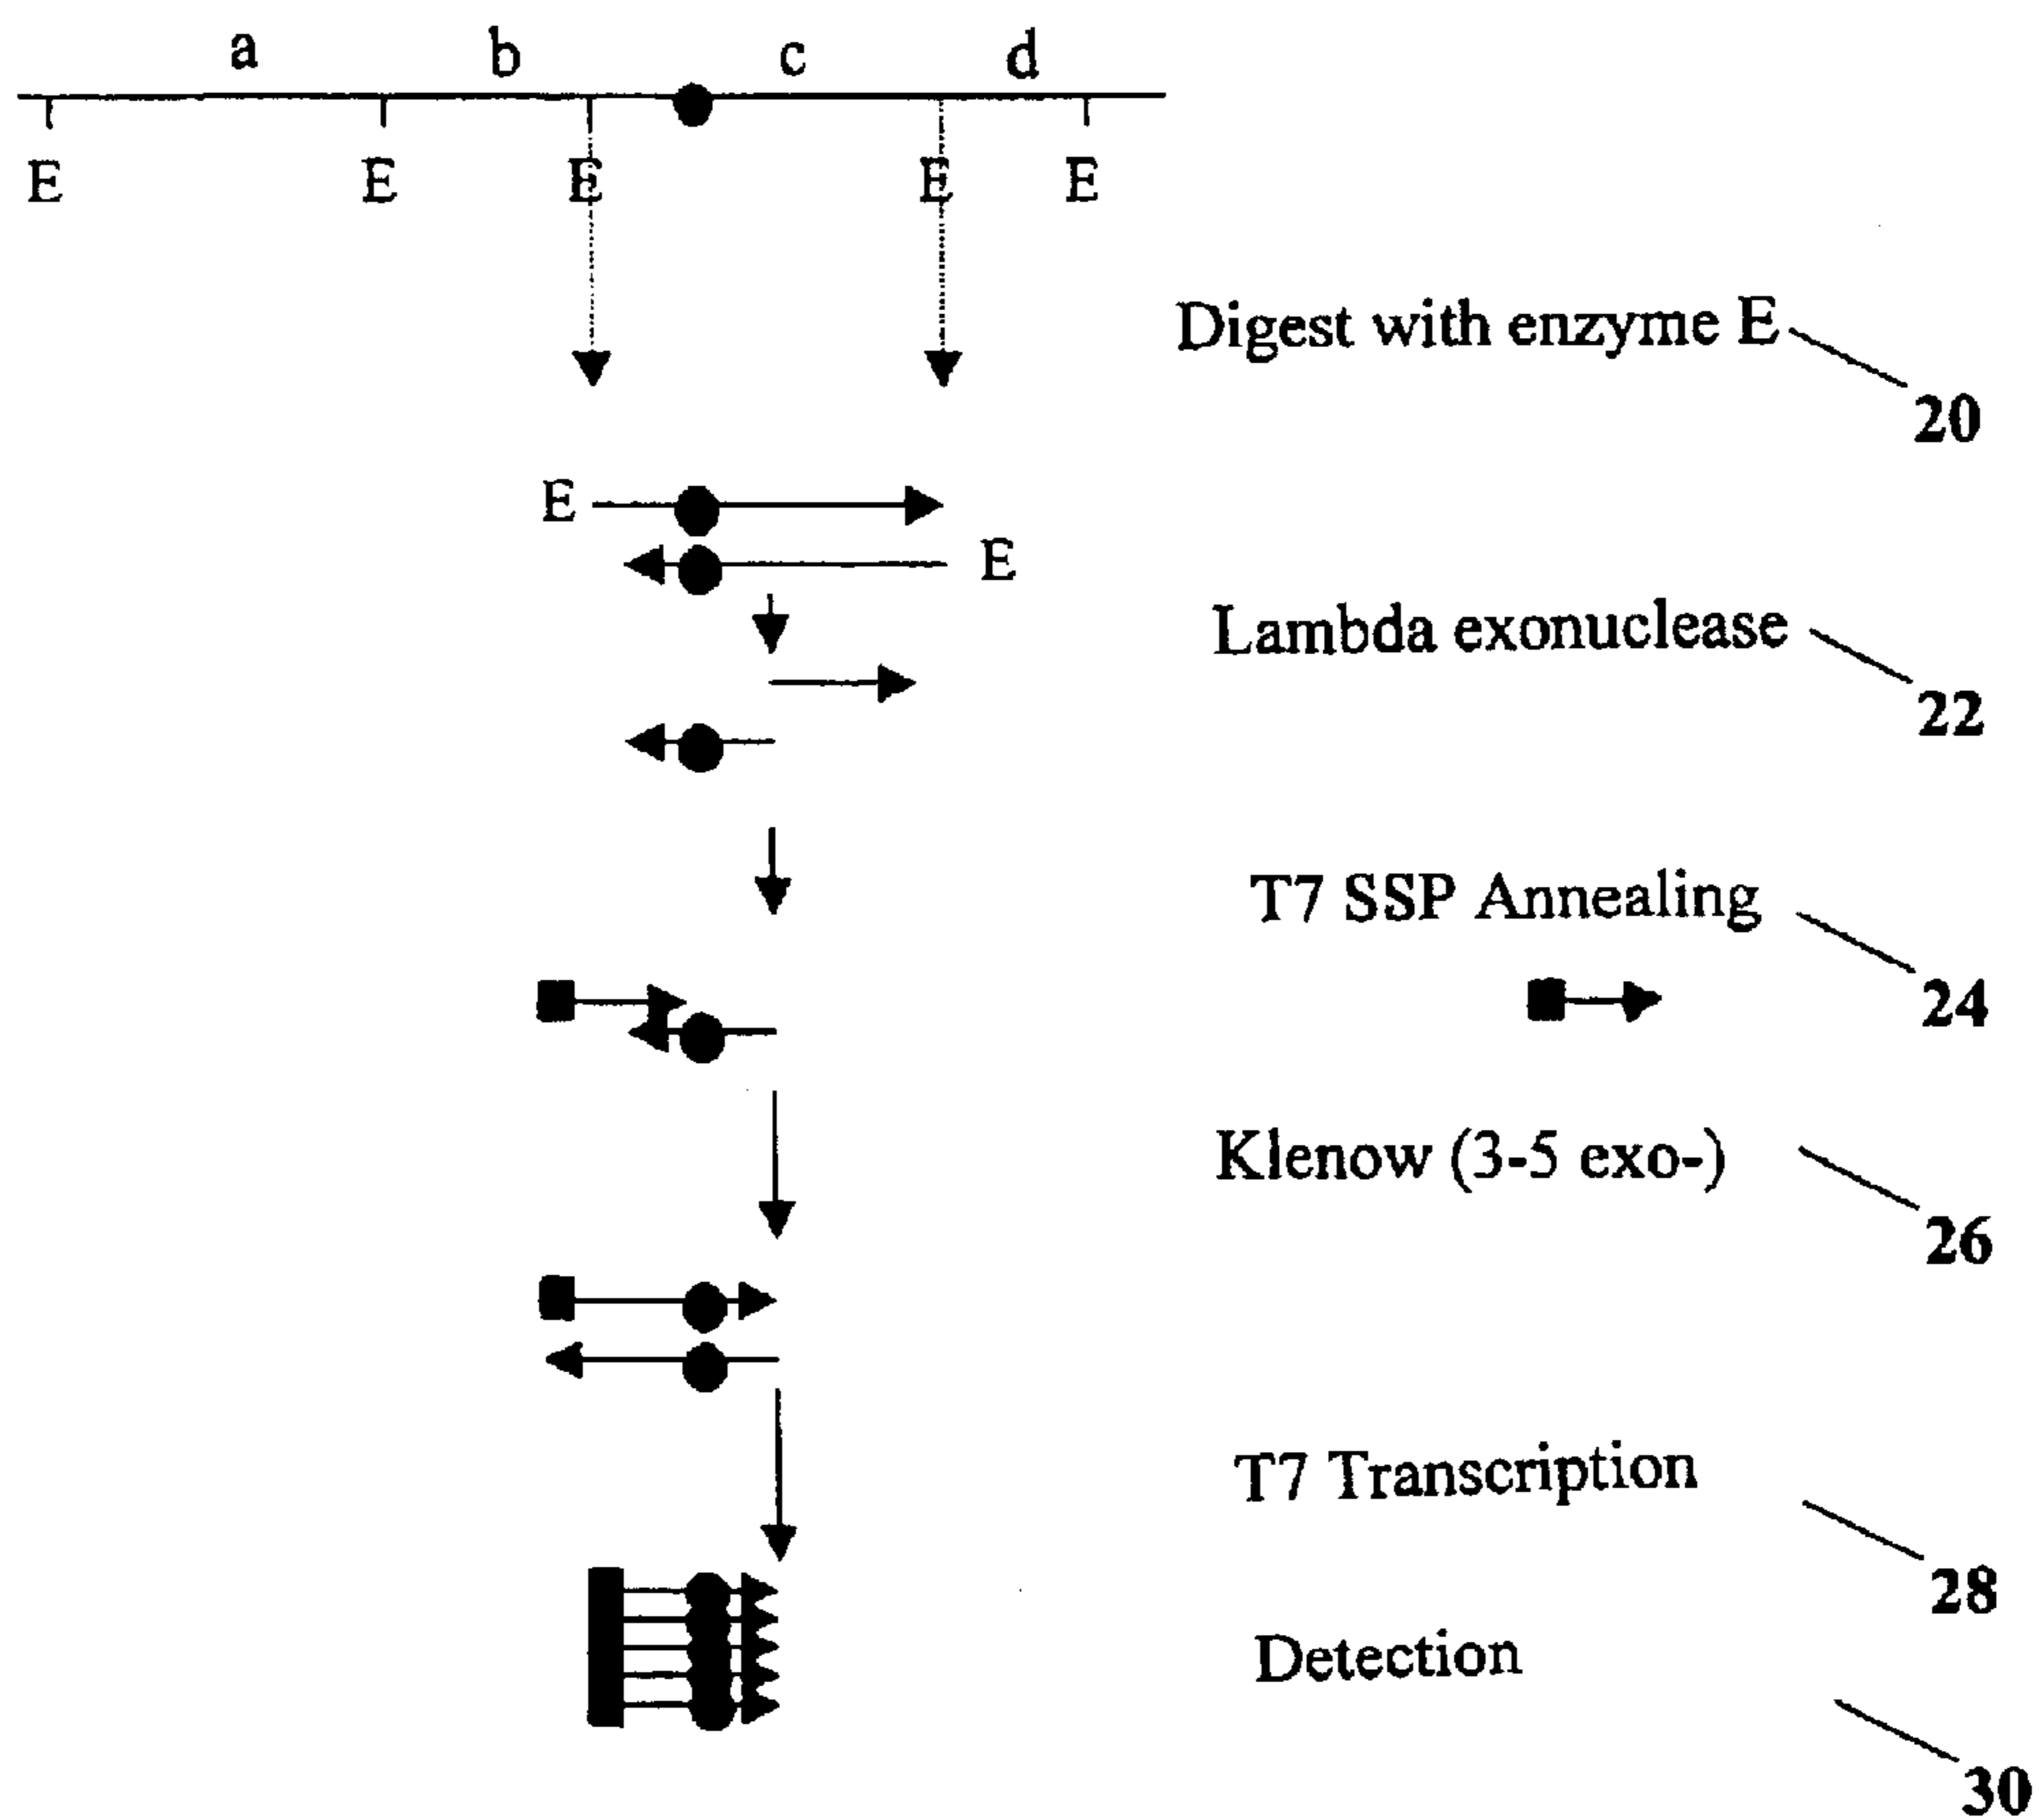 a b c d
E E E E E
Digest with enzyme E
20
E
E
Lambda exonuclease
22
T7 SSP Annealing
24
Klenow (3-5 exo-)
26
T7 Transcription
28
Detection
30